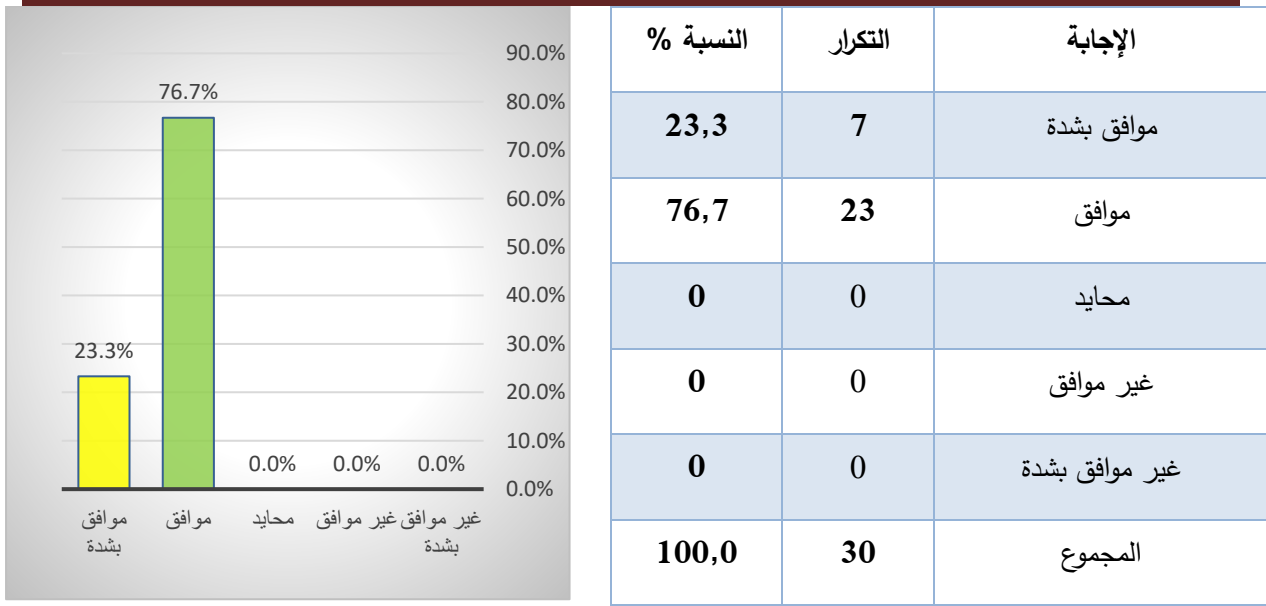 الإجابة التكرار النسبة %
موافق بشدة 7 23,3
موافق 23 76,7
محايد 0 0
غير موافق 0 0
غير موافق بشدة 0 0
المجموع 30 100,0
90.0%
80.0%
70.0%
60.0%
50.0%
40.0%
30.0%
20.0%
10.0%
0.0%
76.7%
23.3%
0.0% 0.0% 0.0%
موافق بشدة
موافق
محايد
غير موافق
غير موافق بشدة